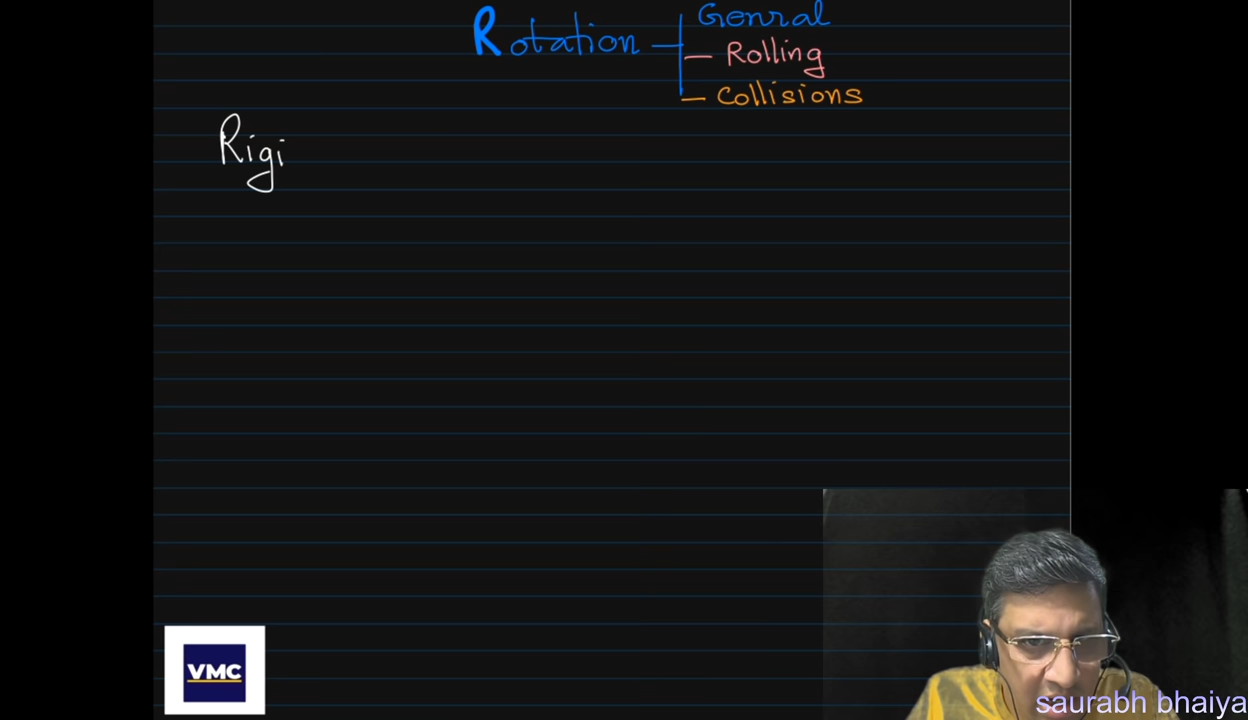 Rotation
Genral
— Rolling
— Collisions
Rigi
VMC
saurabh bhaiya